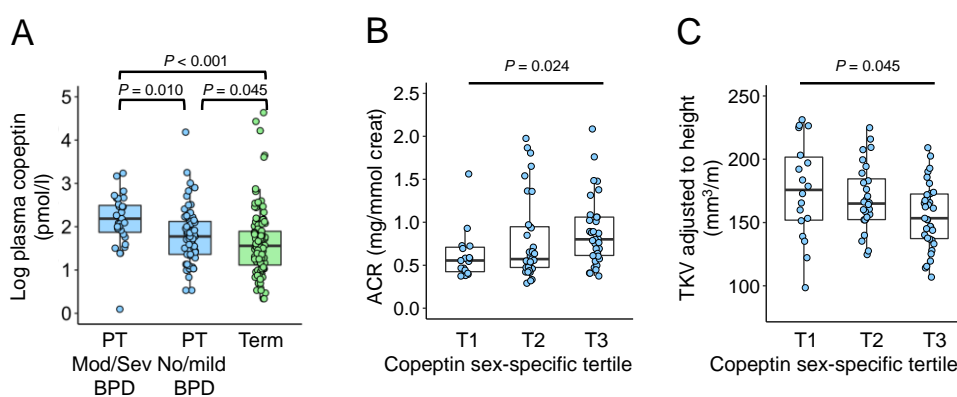 A
P < 0.001
P = 0.010
P = 0.045
Log plasma copeptin
(pmol/l)
5
4
3
2
1
0
PT
Mod/Sev
BPD
PT
No/mild
BPD
Term
B
P = 0.024
ACR (mg/mmol creat)
2.5
2.0
1.5
1.0
0.5
0.0
T1 T2 T3
Copeptin sex-specific tertile
C
P = 0.045
TKV adjusted to height
(mm³/m)
250
200
150
100
T1 T2 T3
Copeptin sex-specific tertile